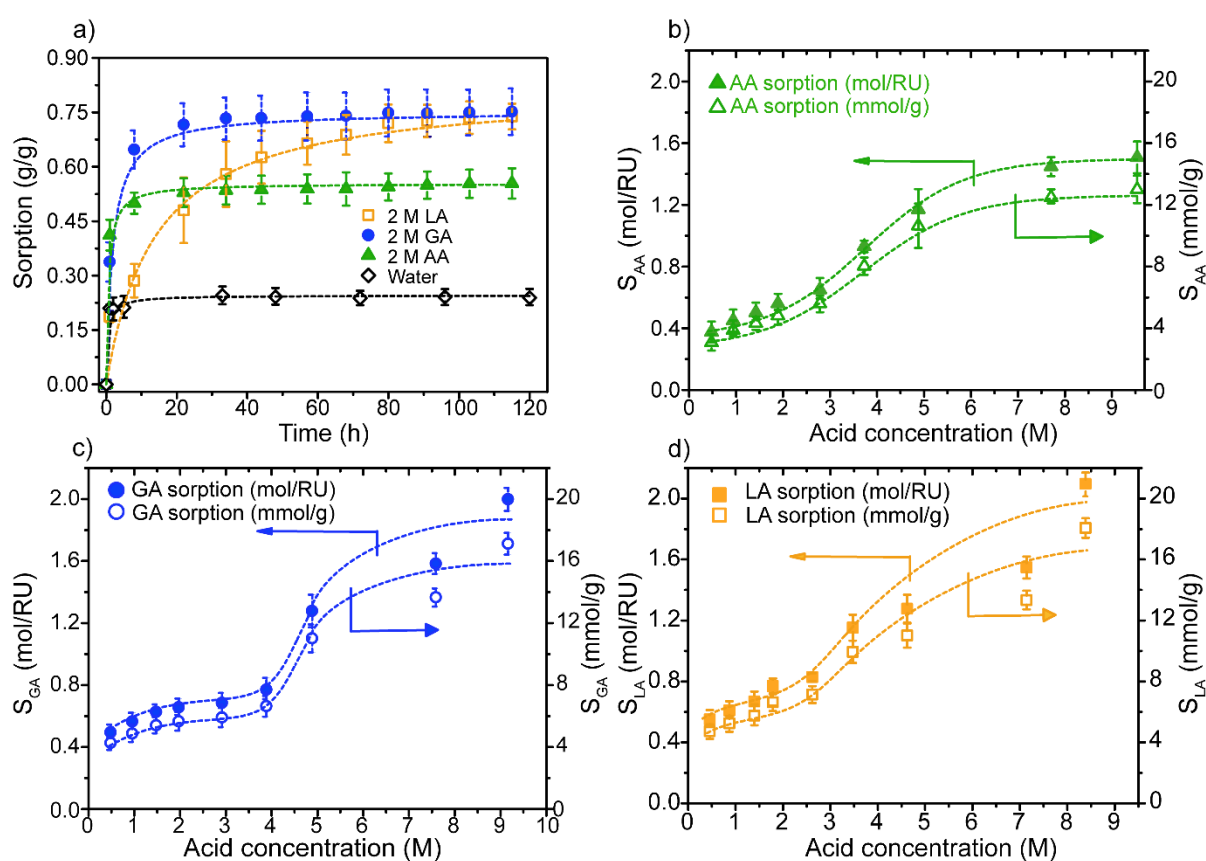 a)
Sorption (g/g)
0.90
0.75
0.60
0.45
0.30
0.15
0.00
2 M LA
2 M GA
2 M AA
Water
0 20 40 60 80 100 120
Time (h)
b)
S_AA (mol/RU)
2.0
1.6
1.2
0.8
0.4
0.0
AA sorption (mol/RU)
AA sorption (mmol/g)
20
16
12
8
4
0
S_AA (mmol/g)
0 1 2 3 4 5 6 7 8 9
Acid concentration (M)
c)
S_GA (mol/RU)
2.0
1.6
1.2
0.8
0.4
0.0
GA sorption (mol/RU)
GA sorption (mmol/g)
20
16
12
8
4
0
S_GA (mmol/g)
0 1 2 3 4 5 6 7 8 9 10
Acid concentration (M)
d)
S_LA (mol/RU)
2.0
1.6
1.2
0.8
0.4
0.0
LA sorption (mol/RU)
LA sorption (mmol/g)
20
16
12
8
4
0
S_LA (mmol/g)
0 1 2 3 4 5 6 7 8 9
Acid concentration (M)